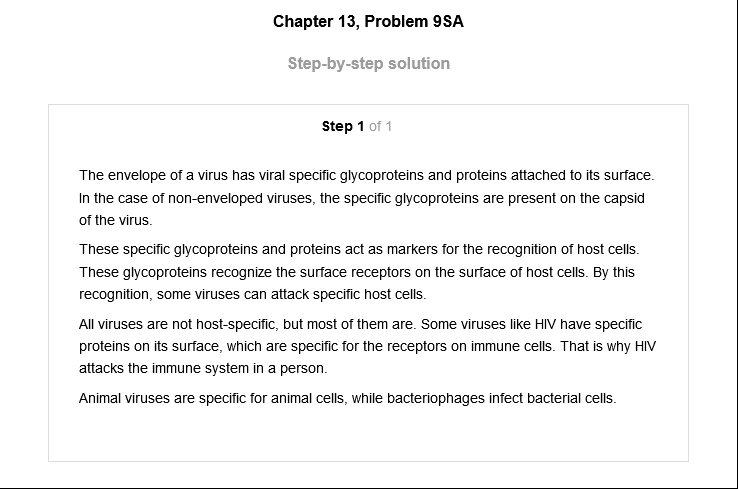 Chapter 13, Problem 9SA
Step-by-step solution
Step 1 of 1
The envelope of a virus has viral specific glycoproteins and proteins attached to its surface.
In the case of non-enveloped viruses, the specific glycoproteins are present on the capsid
of the virus.
These specific glycoproteins and proteins act as markers for the recognition of host cells.
These glycoproteins recognize the surface receptors on the surface of host cells. By this
recognition, some viruses can attack specific host cells.
All viruses are not host-specific, but most of them are. Some viruses like HIV have specific
proteins on its surface, which are specific for the receptors on immune cells. That is why HIV
attacks the immune system in a person.
Animal viruses are specific for animal cells, while bacteriophages infect bacterial cells.